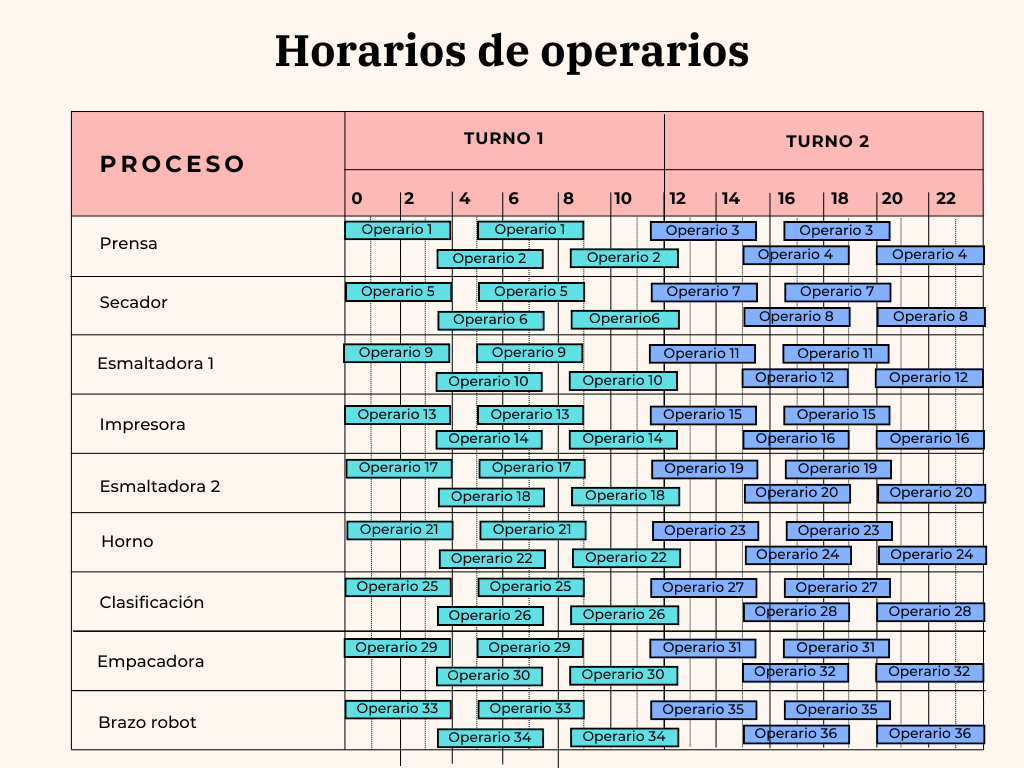 Horarios de operarios
PROCESO
TURNO 1
TURNO 2
0 2 4 6 8 10 12 14 16 18 20 22
Prensa
Operario 1 Operario 1 Operario 3 Operario 3
Operario 2 Operario 2 Operario 4 Operario 4
Secador
Operario 5 Operario 5 Operario 7 Operario 7
Operario 6 Operario6 Operario 8 Operario 8
Esmaltadora 1
Operario 9 Operario 9 Operario 11 Operario 11
Operario 10 Operario 10 Operario 12 Operario 12
Impresora
Operario 13 Operario 13 Operario 15 Operario 15
Operario 14 Operario 14 Operario 16 Operario 16
Esmaltadora 2
Operario 17 Operario 17 Operario 19 Operario 19
Operario 18 Operario 18 Operario 20 Operario 20
Horno
Operario 21 Operario 21 Operario 23 Operario 23
Operario 22 Operario 22 Operario 24 Operario 24
Clasificación
Operario 25 Operario 25 Operario 27 Operario 27
Operario 26 Operario 26 Operario 28 Operario 28
Empacadora
Operario 29 Operario 29 Operario 31 Operario 31
Operario 30 Operario 30 Operario 32 Operario 32
Brazo robot
Operario 33 Operario 33 Operario 35 Operario 35
Operario 34 Operario 34 Operario 36 Operario 36